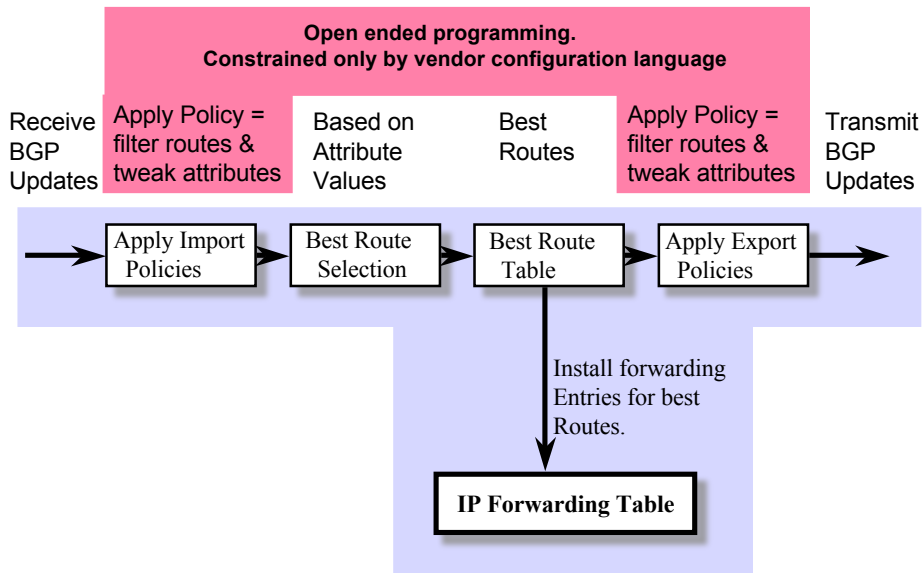 Open ended programming.
Constrained only by vendor configuration language
Receive
BGP
Updates
Apply Policy =
filter routes &
tweak attributes
Based on
Attribute
Values
Best
Routes
Apply Policy =
filter routes &
tweak attributes
Transmit
BGP
Updates
Apply Import
Policies
Best Route
Selection
Best Route
Table
Apply Export
Policies
Install forwarding
Entries for best
Routes.
IP Forwarding Table